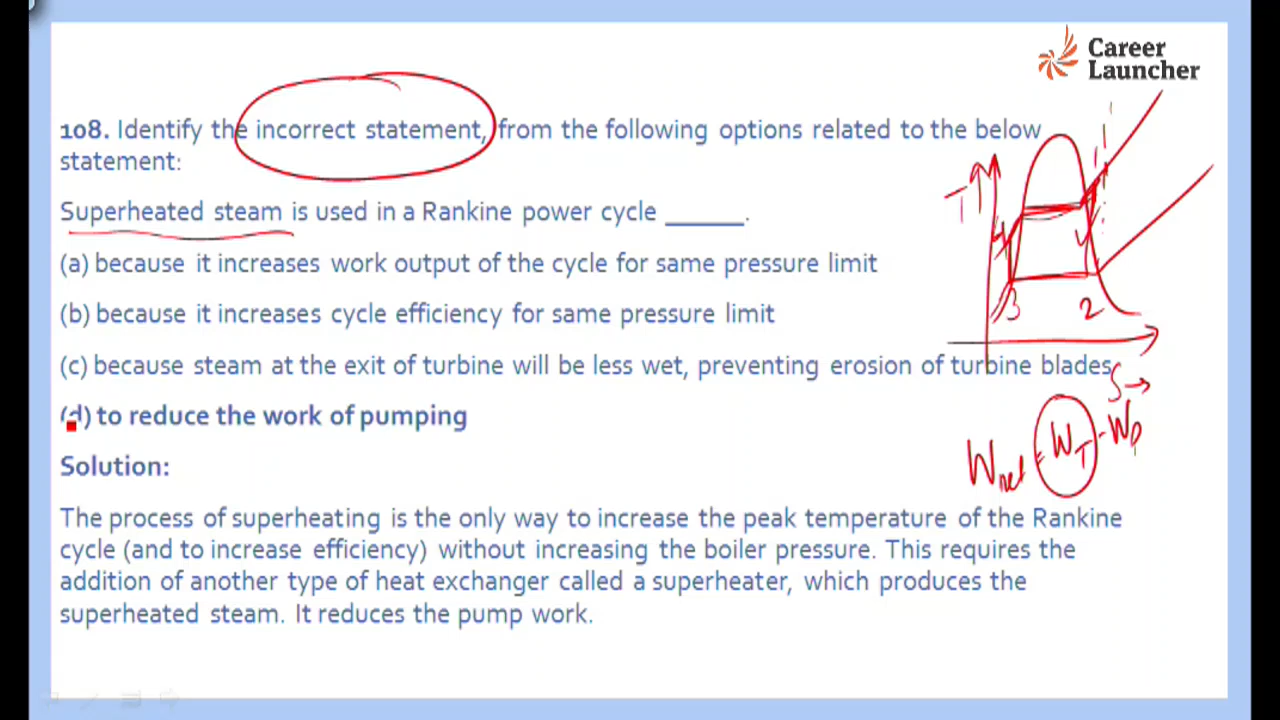 Career
Launcher
108. Identify the incorrect statement, from the following options related to the below
statement:
Superheated steam is used in a Rankine power cycle ______.
(a) because it increases work output of the cycle for same pressure limit
(b) because it increases cycle efficiency for same pressure limit
(c) because steam at the exit of turbine will be less wet, preventing erosion of turbine blades
(d) to reduce the work of pumping
Solution:
The process of superheating is the only way to increase the peak temperature of the Rankine
cycle (and to increase efficiency) without increasing the boiler pressure. This requires the
addition of another type of heat exchanger called a superheater, which produces the
superheated steam. It reduces the pump work.
T
4
3
2
S →
Wnet = WT - WP